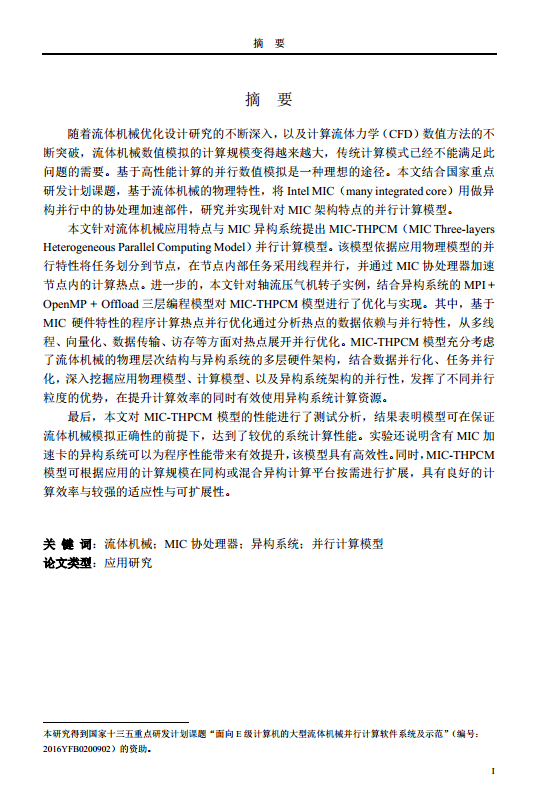 摘 要
摘 要
随着流体机械优化设计研究的不断深入，以及计算流体力学（CFD）数值方法的不
断突破，流体机械数值模拟的计算规模变得越来越大，传统计算模式已经不能满足此
问题的需要。基于高性能计算的并行数值模拟是一种理想的途径。本文结合国家重点
研发计划课题，基于流体机械的物理特性，将 Intel MIC（many integrated core）用做异
构并行中的协处理加速部件，研究并实现针对 MIC 架构特点的并行计算模型。
本文针对流体机械应用特点与 MIC 异构系统提出 MIC-THPCM（MIC Three-layers
Heterogeneous Parallel Computing Model）并行计算模型。该模型依据应用物理模型的并
行特性将任务划分到节点，在节点内部任务采用线程并行，并通过 MIC 协处理器加速
节点内的计算热点。进一步的，本文针对轴流压气机转子实例，结合异构系统的 MPI＋
OpenMP＋Offload 三层编程模型对 MIC-THPCM 模型进行了优化与实现。其中，基于
MIC 硬件特性的程序计算热点并行优化通过分析热点的数据依赖与并行特性，从多线
程、向量化、数据传输、访存等方面对热点展开并行优化。MIC-THPCM 模型充分考虑
了流体机械的物理层次结构与异构系统的多层硬件架构，结合数据并行化、任务并行
化，深入挖掘应用物理模型、计算模型、以及异构系统架构的并行性，发挥了不同并行
粒度的优势，在提升计算效率的同时有效使用异构系统计算资源。
最后，本文对 MIC-THPCM 模型的性能进行了测试分析，结果表明模型可在保证
流体机械模拟正确性的前提下，达到了较优的系统计算性能。实验还说明含有 MIC 加
速卡的异构系统可以为程序性能带来有效提升，该模型具有高效性。同时，MIC-THPCM
模型可根据应用的计算规模在同构或混合异构计算平台按需进行扩展，具有良好的计
算效率与较强的适应性与可扩展性。
关 键 词：流体机械；MIC 协处理器；异构系统；并行计算模型
论文类型：应用研究
本研究得到国家十三五重点研发计划课题“面向 E 级计算机的大型流体机械并行计算软件系统及示范”（编号：
2016YFB0200902）的资助。
I